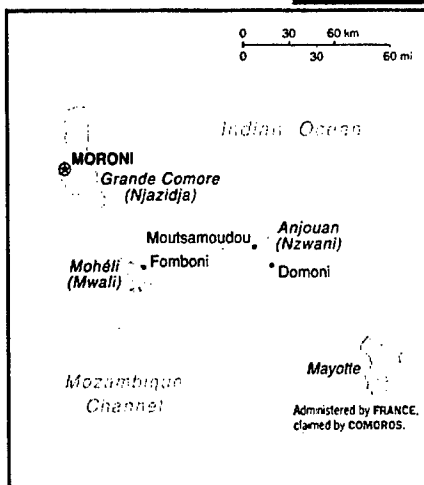 0 30 60 km
0 30 60 mi
Indian Ocean
MORONI
Grande Comore
(Njazidja)
Moutsamoudou
Anjouan
(Nzwani)
Mohéli
(Mwali)
Fomboni
Domoni
Mozambique
Channel
Mayotte
Administered by FRANCE,
claimed by COMOROS.